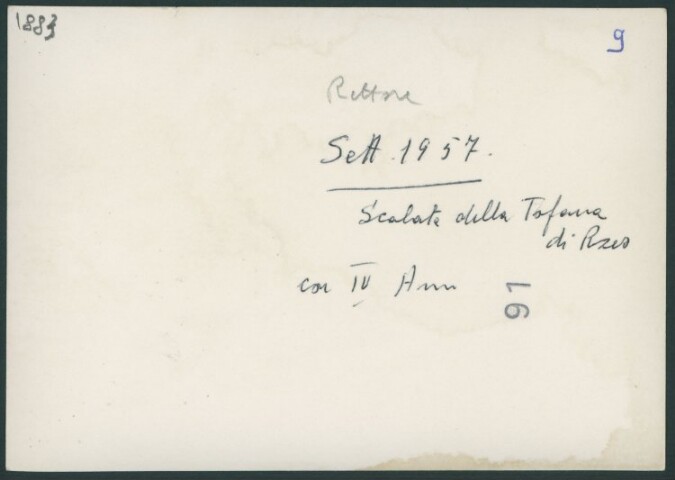 1883
9
Rettore
Sett. 1957.
Scalata della Tofana
di Rozes
con IV Ann
91